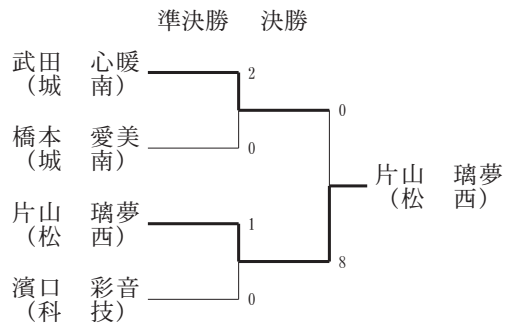 準決勝 決勝
武田 心暖
（城 南）
2
0
橋本 愛美
（城 南）
0
片山 璃夢
（松 西）
片山 璃夢
（松 西）
1
8
濱口 彩音
（科 技）
0